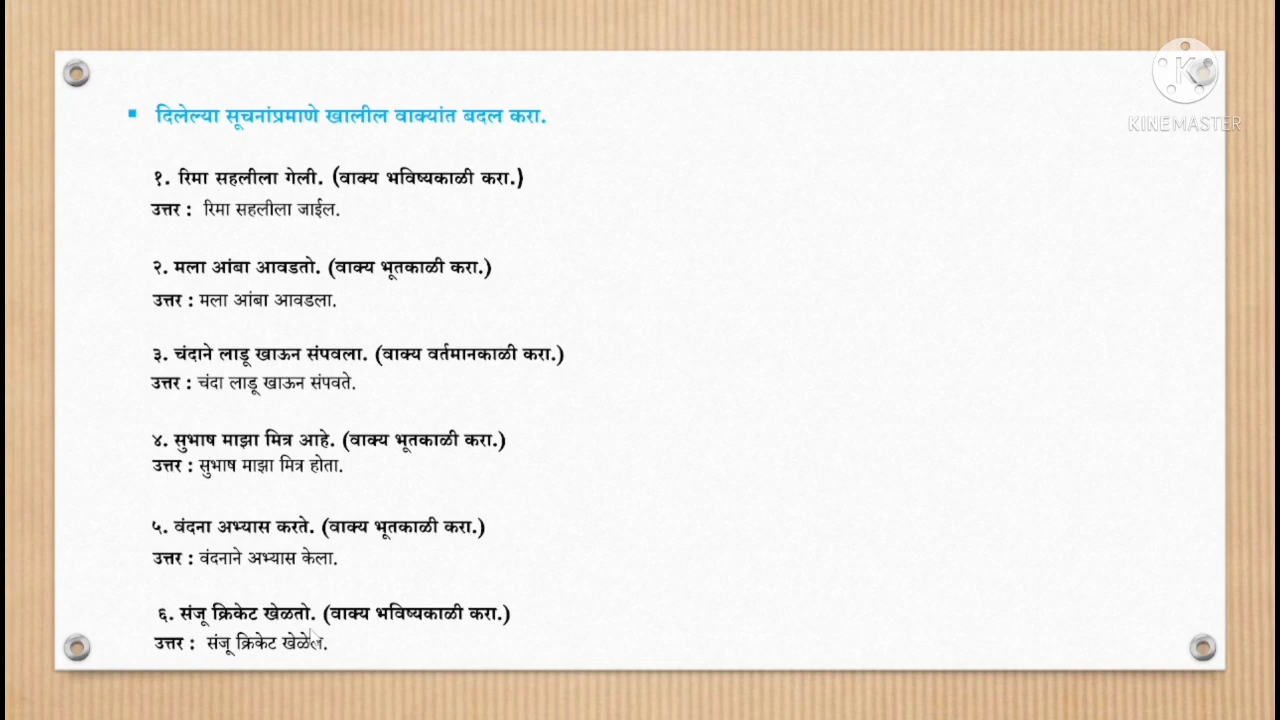 दिलेल्या सूचनांप्रमाणे खालील वाक्यांत बदल करा.
KINEMASTER
१. रिमा सहलीला गेली. (वाक्य भविष्यकाळी करा.)
उत्तर : रिमा सहलीला जाईल.
२. मला आंबा आवडतो. (वाक्य भूतकाळी करा.)
उत्तर : मला आंबा आवडला.
३. चंदाने लाडू खाऊन संपवला. (वाक्य वर्तमानकाळी करा.)
उत्तर : चंदा लाडू खाऊन संपवते.
४. सुभाष माझा मित्र आहे. (वाक्य भूतकाळी करा.)
उत्तर : सुभाष माझा मित्र होता.
५. वंदना अभ्यास करते. (वाक्य भूतकाळी करा.)
उत्तर : वंदनाने अभ्यास केला.
६. संजू क्रिकेट खेळतो. (वाक्य भविष्यकाळी करा.)
उत्तर : संजू क्रिकेट खेळेल.